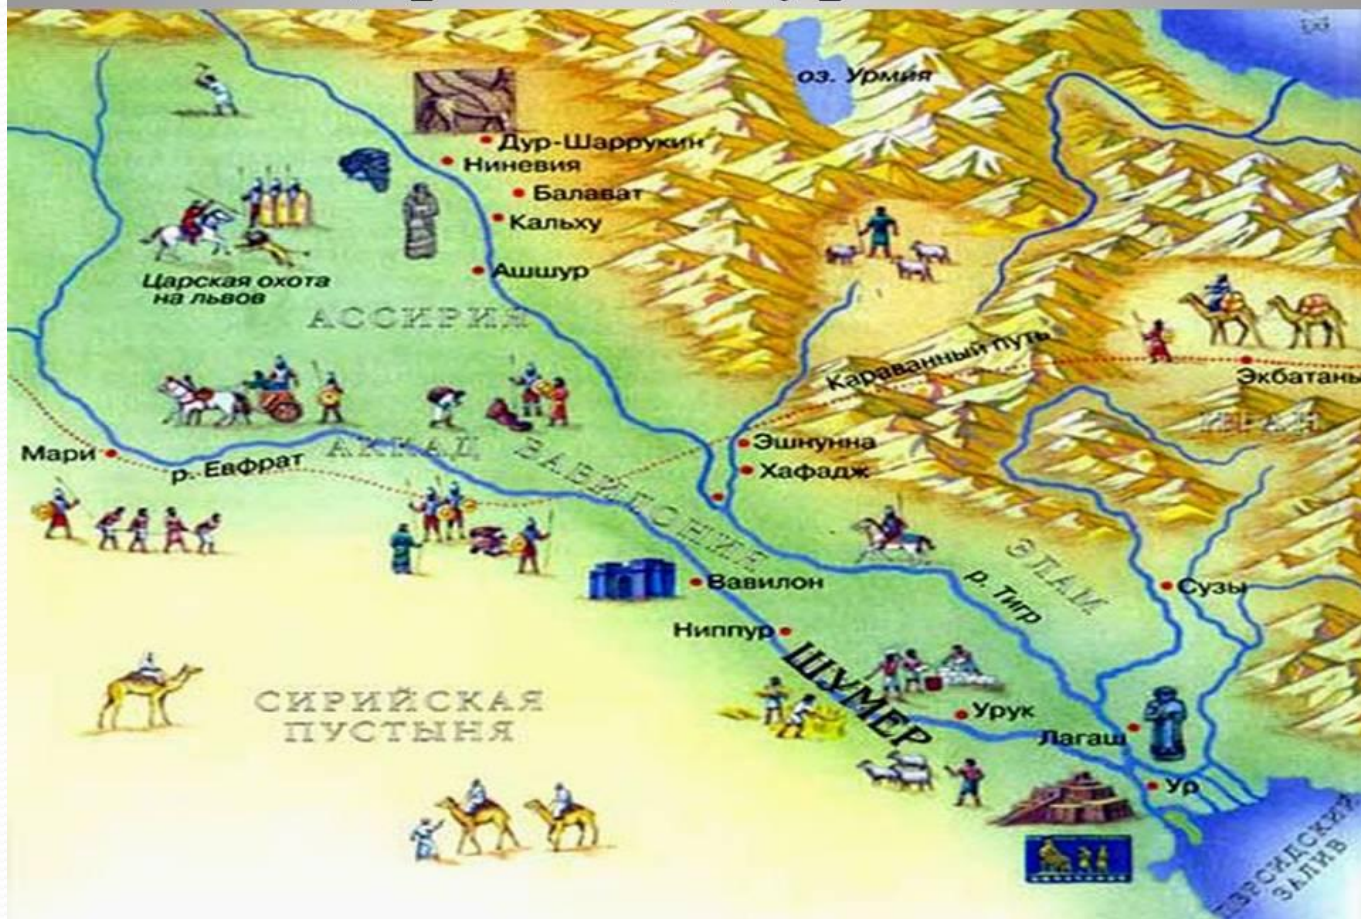 оз. Урмия
Дур-Шаррукин
Ниневия
Балават
Кальху
Ашшур
Царская охота
на львов
АССИРИЯ
Караванный путь
Экбатаны
ИРАН
Мари
р. Евфрат
АККАД
ВАВИЛОНИЯ
Эшнунна
Хафадж
ЭЛАМ
р. Тигр
Сузы
Вавилон
Ниппур
ШУМЕР
СИРИЙСКАЯ
ПУСТЫНЯ
Урук
Лагаш
Ур
ПЕРСИДСКИЙ
ЗАЛИВ